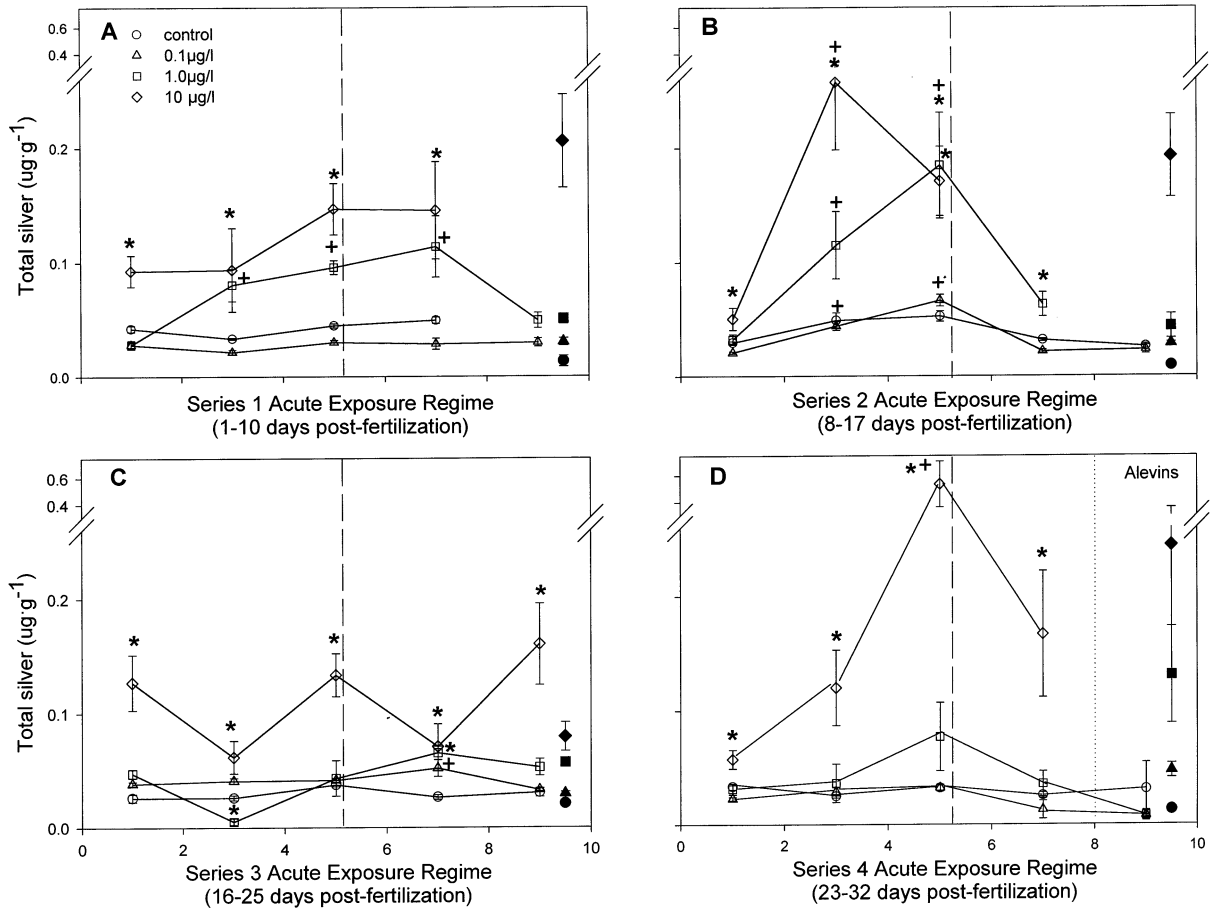 A
control
0.1µg/l
1.0µg/l
10 µg/l
0.6
0.4
0.2
0.1
0.0
Total silver (ug·g⁻¹)
* * * *
+ + +
Series 1 Acute Exposure Regime
(1-10 days post-fertilization)
B
+ +
* * * * *
+ + +
Series 2 Acute Exposure Regime
(8-17 days post-fertilization)
C
0.6
0.4
0.2
0.1
0.0
Total silver (ug·g⁻¹)
* * * * *
* * +
0 2 4 6 8 10
Series 3 Acute Exposure Regime
(16-25 days post-fertilization)
D
Alevins
*+
* * *
0 2 4 6 8 10
Series 4 Acute Exposure Regime
(23-32 days post-fertilization)